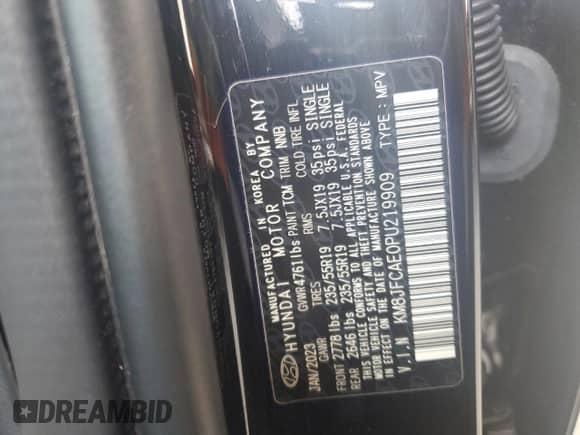 MANUFACTURED IN KOREA BY
HYUNDAI MOTOR COMPANY
JAN/2023 GVWR 4761lbs PAINT TCM TRIM NNB
GAWR TIRES RIMS COLD TIRE INFL
FRONT 2778 lbs 235/55R19 7.5JX19 35psi SINGLE
REAR 2646 lbs 235/55R19 7.5JX19 35psi SINGLE
THIS VEHICLE CONFORMS TO ALL APPLICABLE U.S.A. FEDERAL
MOTOR VEHICLE SAFETY AND THEFT PREVENTION STANDARDS
IN EFFECT ON THE DATE OF MANUFACTURE SHOWN ABOVE
V.I.N KM8JFCAE0PU219909 TYPE : MPV
DREAMBID